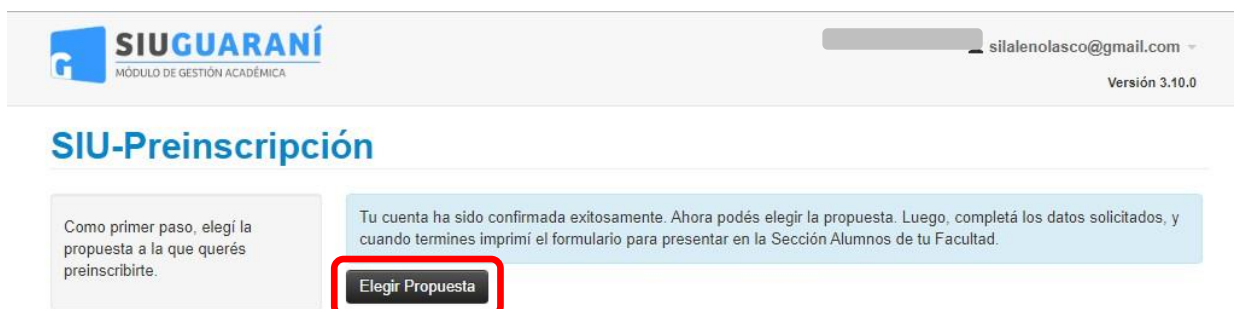 G SIUGUARANÍ
MÓDULO DE GESTIÓN ACADÉMICA
silalenolasco@gmail.com
Versión 3.10.0
SIU-Preinscripción
Como primer paso, elegí la
propuesta a la que querés
preinscribirte.
Tu cuenta ha sido confirmada exitosamente. Ahora podés elegir la propuesta. Luego, completá los datos solicitados, y
cuando termines imprimí el formulario para presentar en la Sección Alumnos de tu Facultad.
Elegir Propuesta